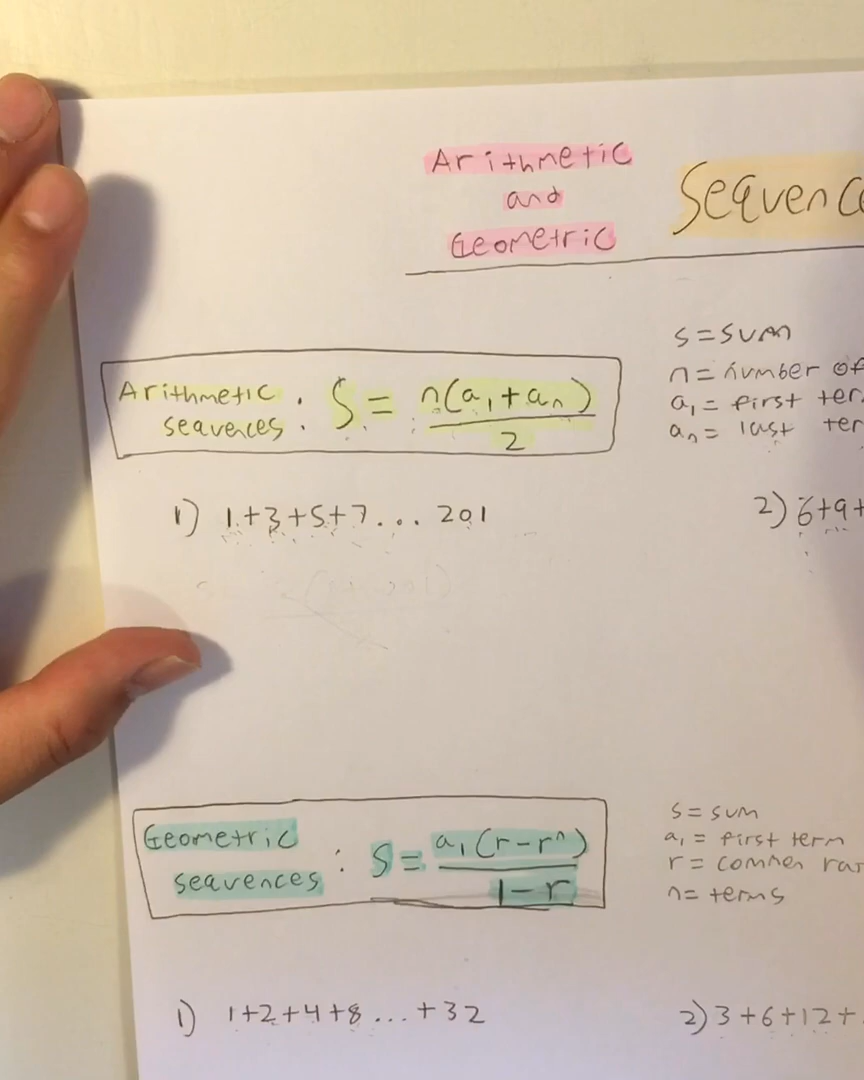 Arithmetic
and
Geometric
Sequenc
S = sum
n = number of
a₁ = first ter
aₙ = last ter
Arithmetic sequences : S = n(a₁+aₙ)/2
1) 1+3+5+7... 201
2) 6+9+
Geometric sequences : S = a₁(r-rⁿ)/1-r
S = sum
a₁ = first term
r = common rat
n = terms
1) 1+2+4+8...+32
2) 3+6+12+